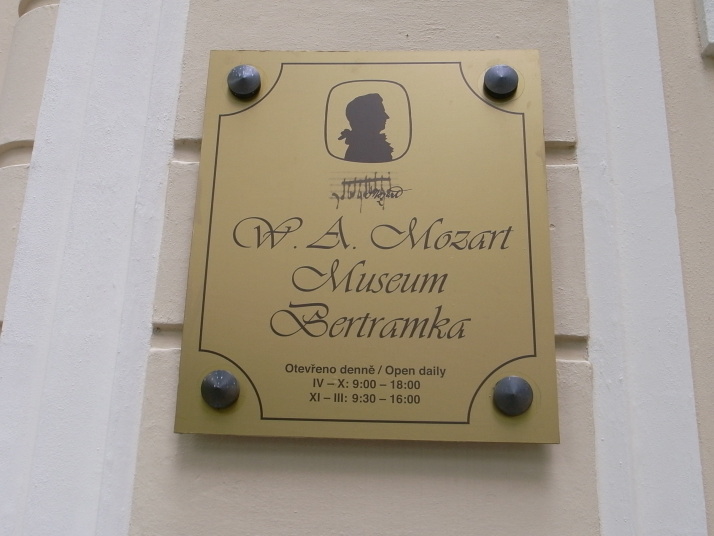 W. A. Mozart
Museum
Bertramka
Otevřeno denně / Open daily
IV – X: 9:00 – 18:00
XI – III: 9:30 – 16:00